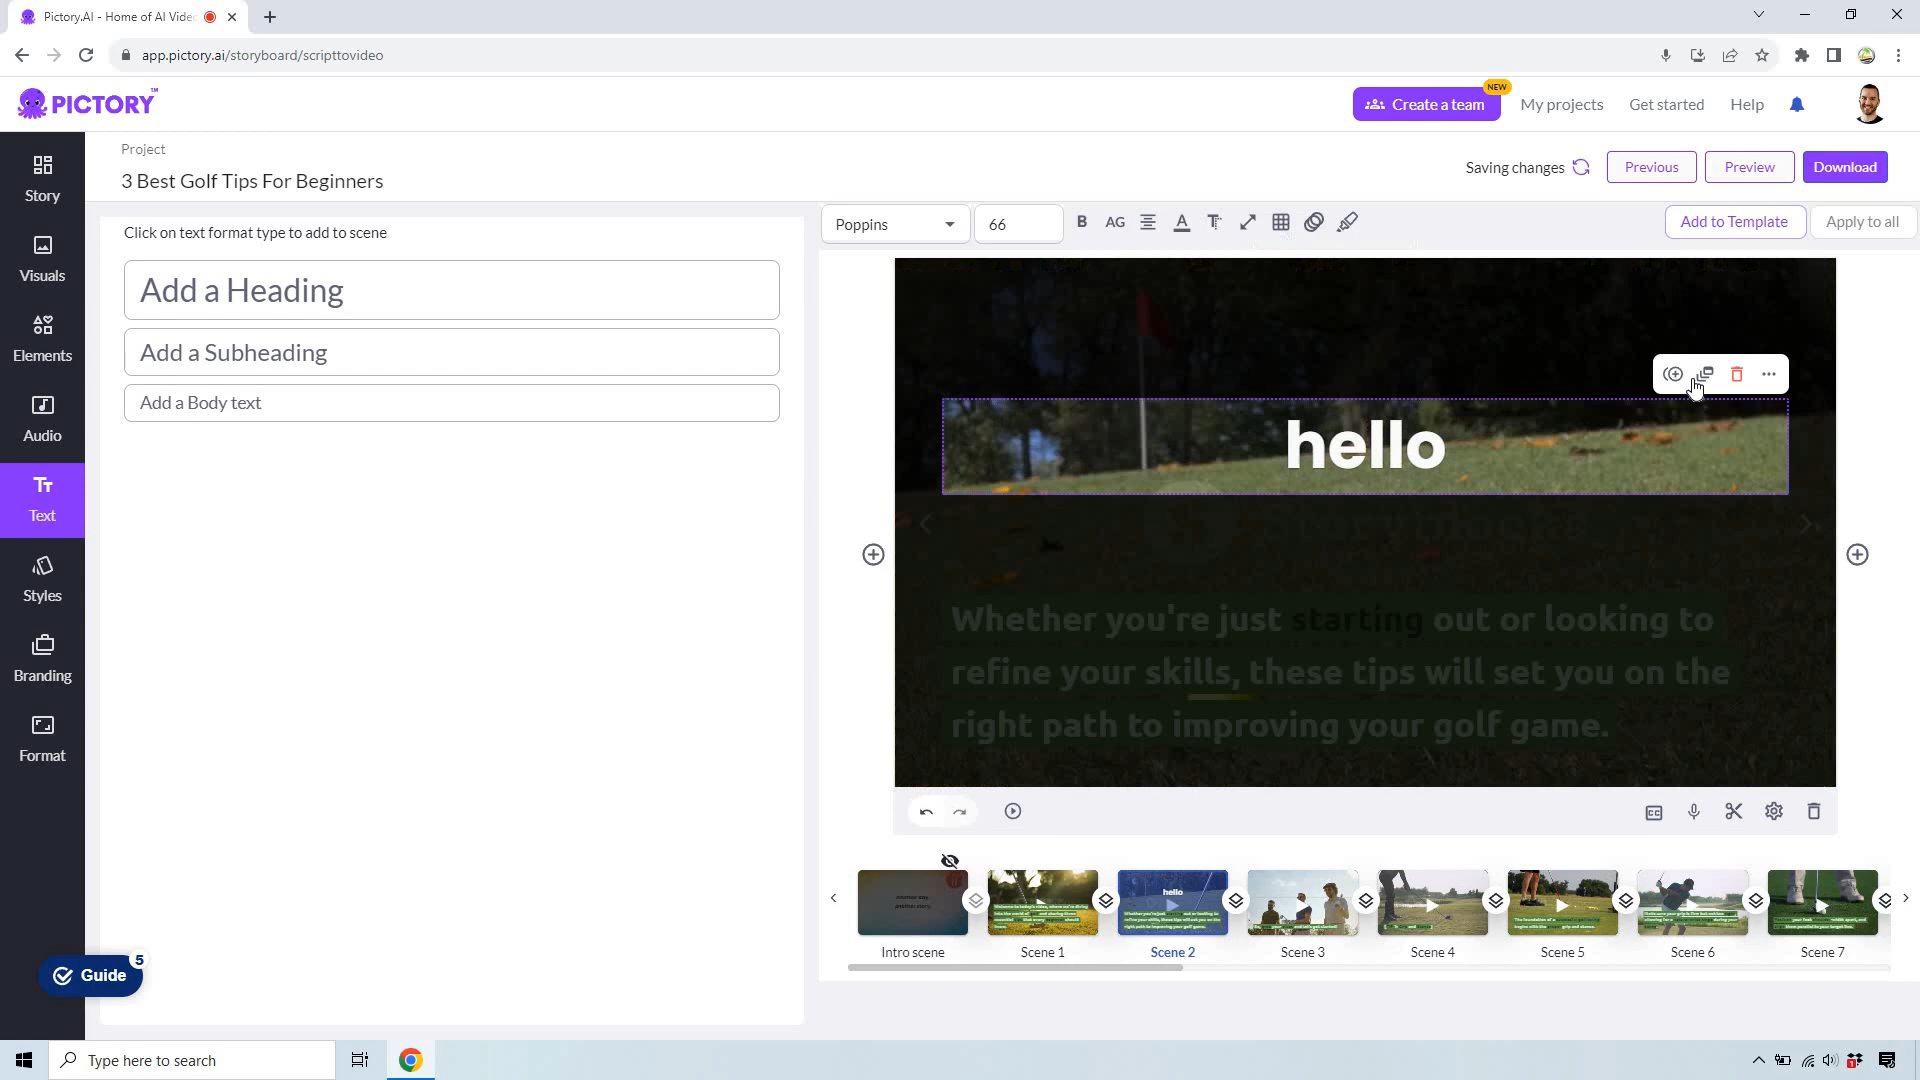 Pictory.AI - Home of AI Vide
app.pictory.ai/storyboard/scripttovideo
PICTORY™
NEW
Create a team
My projects
Get started
Help
Project
3 Best Golf Tips For Beginners
Saving changes
Previous
Preview
Download
Story
Visuals
Elements
Audio
Text
Styles
Branding
Format
Click on text format type to add to scene
Add a Heading
Add a Subheading
Add a Body text
Poppins
66
B
AG
Add to Template
Apply to all
hello
Whether you're just starting out or looking to
refine your skills, these tips will set you on the
right path to improving your golf game.
CC
hello
Intro scene
Scene 1
Scene 2
Scene 3
Scene 4
Scene 5
Scene 6
Scene 7
Guide
5
Type here to search
1